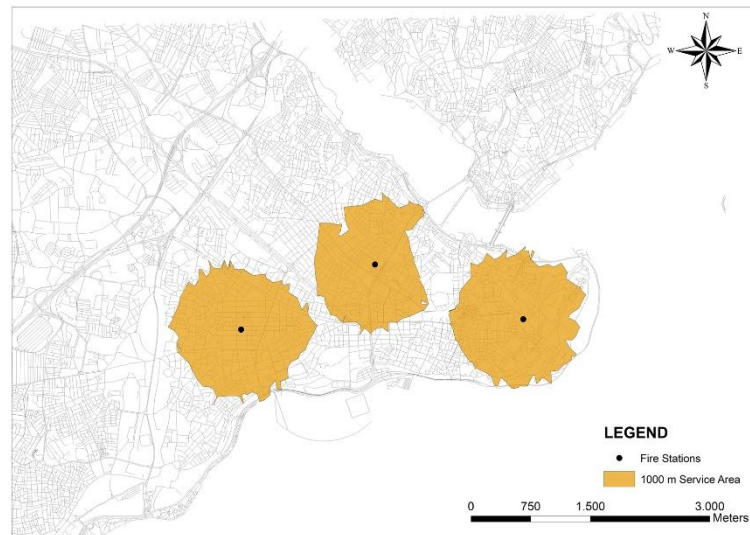 N
W E
S
LEGEND
Fire Stations
1000 m Service Area
0 750 1.500 3.000
Meters